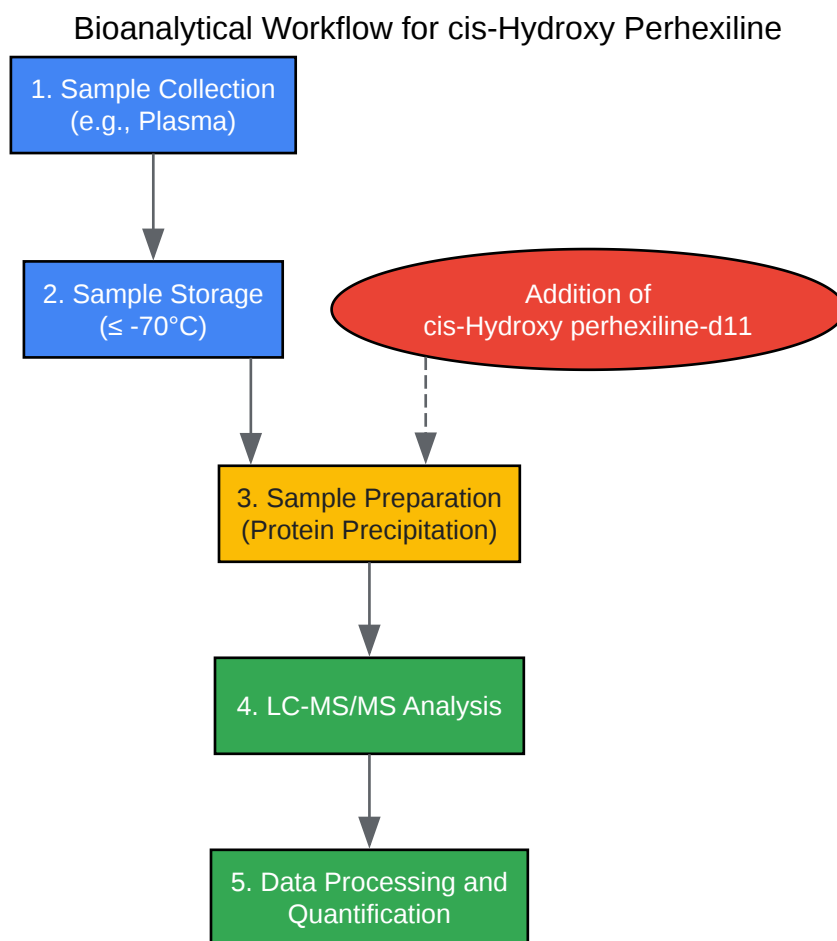 Bioanalytical Workflow for cis-Hydroxy Perhexiline
1. Sample Collection
(e.g., Plasma)
2. Sample Storage
(≤ -70°C)
Addition of
cis-Hydroxy perhexiline-d11
3. Sample Preparation
(Protein Precipitation)
4. LC-MS/MS Analysis
5. Data Processing and
Quantification